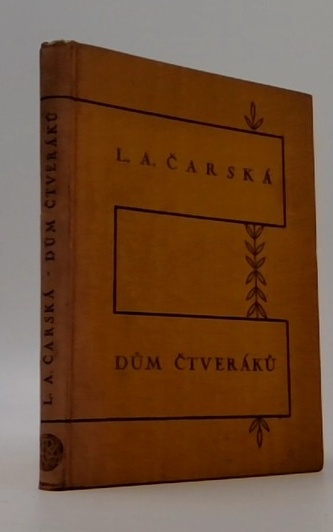 L. A. ČARSKÁ
DŮM ČTVERÁKŮ
L. A. ČARSKÁ - DŮM ČTVERÁKŮ